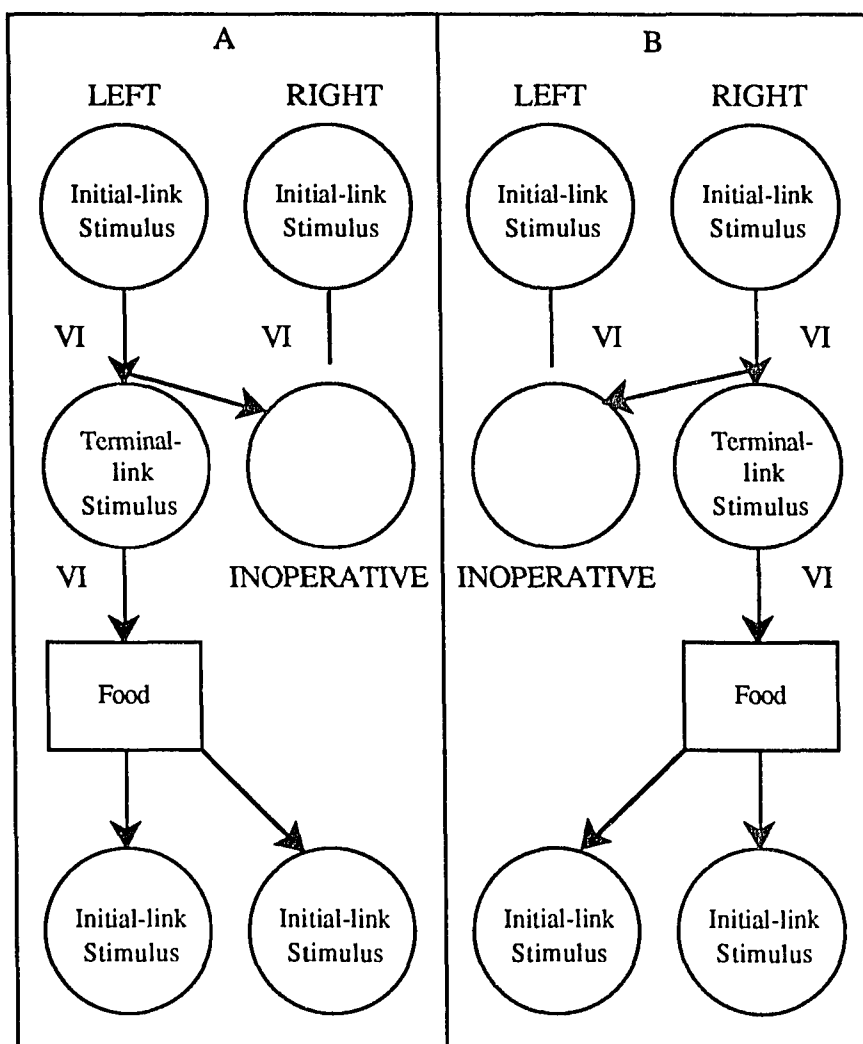 A
LEFT RIGHT
Initial-link Initial-link
Stimulus Stimulus
VI VI
Terminal-
link
Stimulus
VI INOPERATIVE
Food
Initial-link Initial-link
Stimulus Stimulus
B
LEFT RIGHT
Initial-link Initial-link
Stimulus Stimulus
VI VI
Terminal-
link
Stimulus
INOPERATIVE VI
Food
Initial-link Initial-link
Stimulus Stimulus